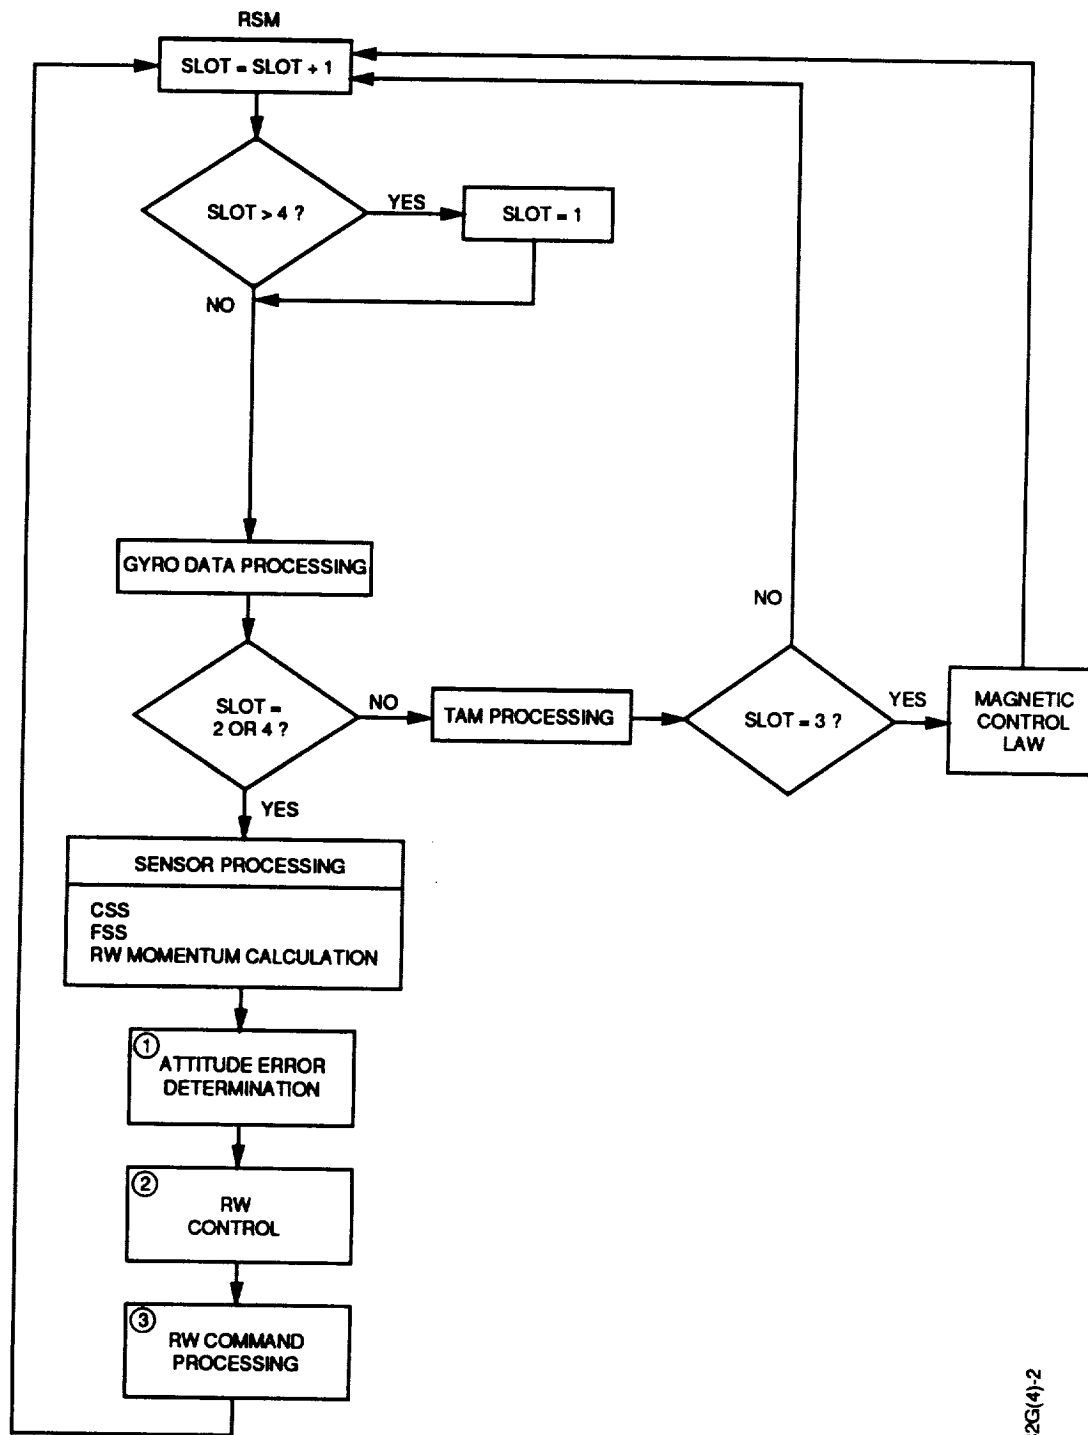 RSM
SLOT = SLOT + 1
SLOT > 4 ?
YES
SLOT = 1
NO
GYRO DATA PROCESSING
NO
SLOT =
2 OR 4 ?
NO
TAM PROCESSING
SLOT = 3 ?
YES
MAGNETIC
CONTROL
LAW
YES
SENSOR PROCESSING
CSS
FSS
RW MOMENTUM CALCULATION
1
ATTITUDE ERROR
DETERMINATION
2
RW
CONTROL
3
RW COMMAND
PROCESSING
2G(4)-2